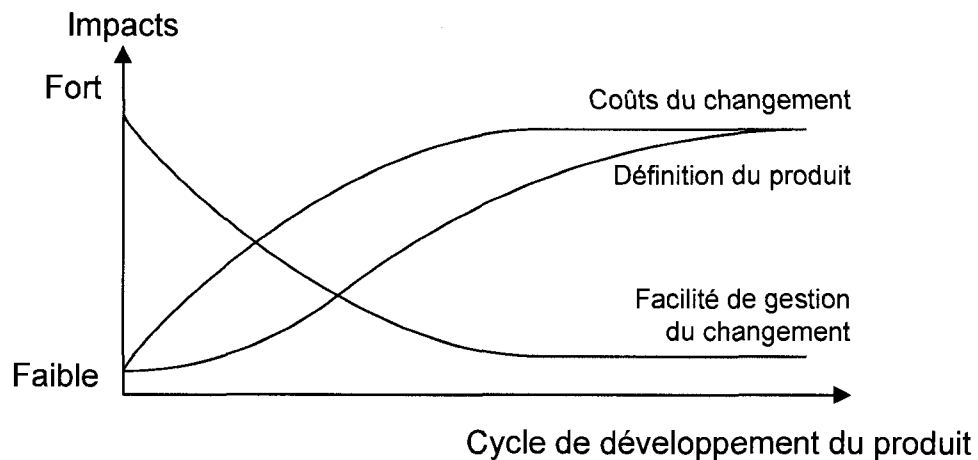 Impacts
Fort
Coûts du changement
Définition du produit
Facilité de gestion
du changement
Faible
Cycle de développement du produit